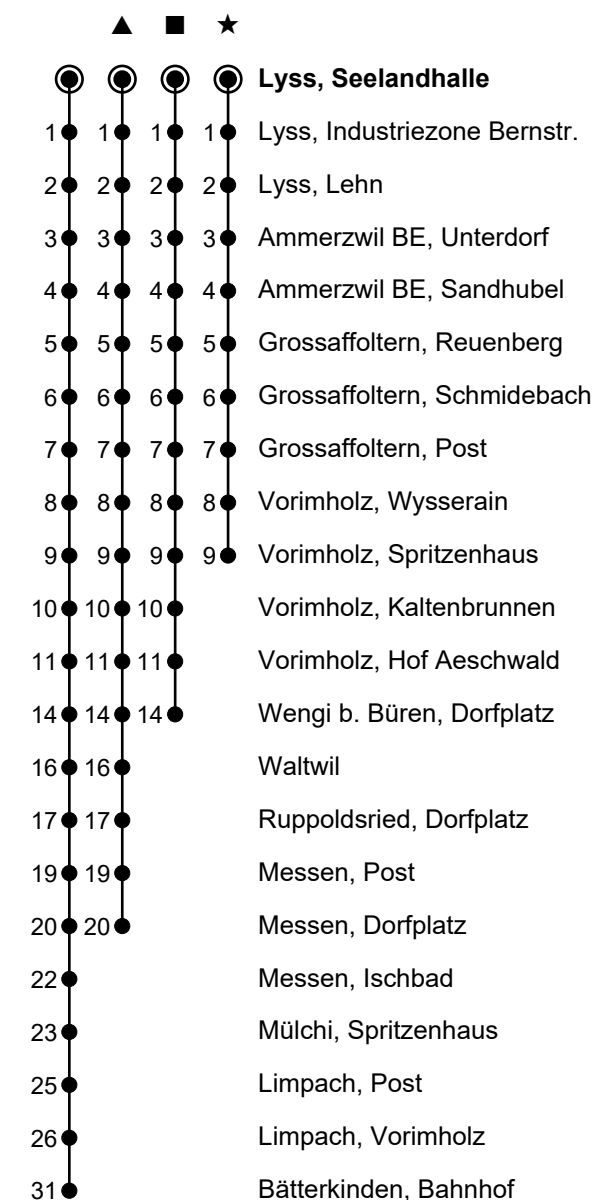 ▲ ■ ★
Lyss, Seelandhalle
1 1 1 1 Lyss, Industriezone Bernstr.
2 2 2 2 Lyss, Lehn
3 3 3 3 Ammerzwil BE, Unterdorf
4 4 4 4 Ammerzwil BE, Sandhubel
5 5 5 5 Grossaffoltern, Reuenberg
6 6 6 6 Grossaffoltern, Schmidebach
7 7 7 7 Grossaffoltern, Post
8 8 8 8 Vorimholz, Wysserain
9 9 9 9 Vorimholz, Spritzenhaus
10 10 10 Vorimholz, Kaltenbrunnen
11 11 11 Vorimholz, Hof Aeschwald
14 14 14 Wengi b. Büren, Dorfplatz
16 16 Waltwil
17 17 Ruppoldsried, Dorfplatz
19 19 Messen, Post
20 20 Messen, Dorfplatz
22 Messen, Ischbad
23 Mülchi, Spritzenhaus
25 Limpach, Post
26 Limpach, Vorimholz
31 Bätterkinden, Bahnhof